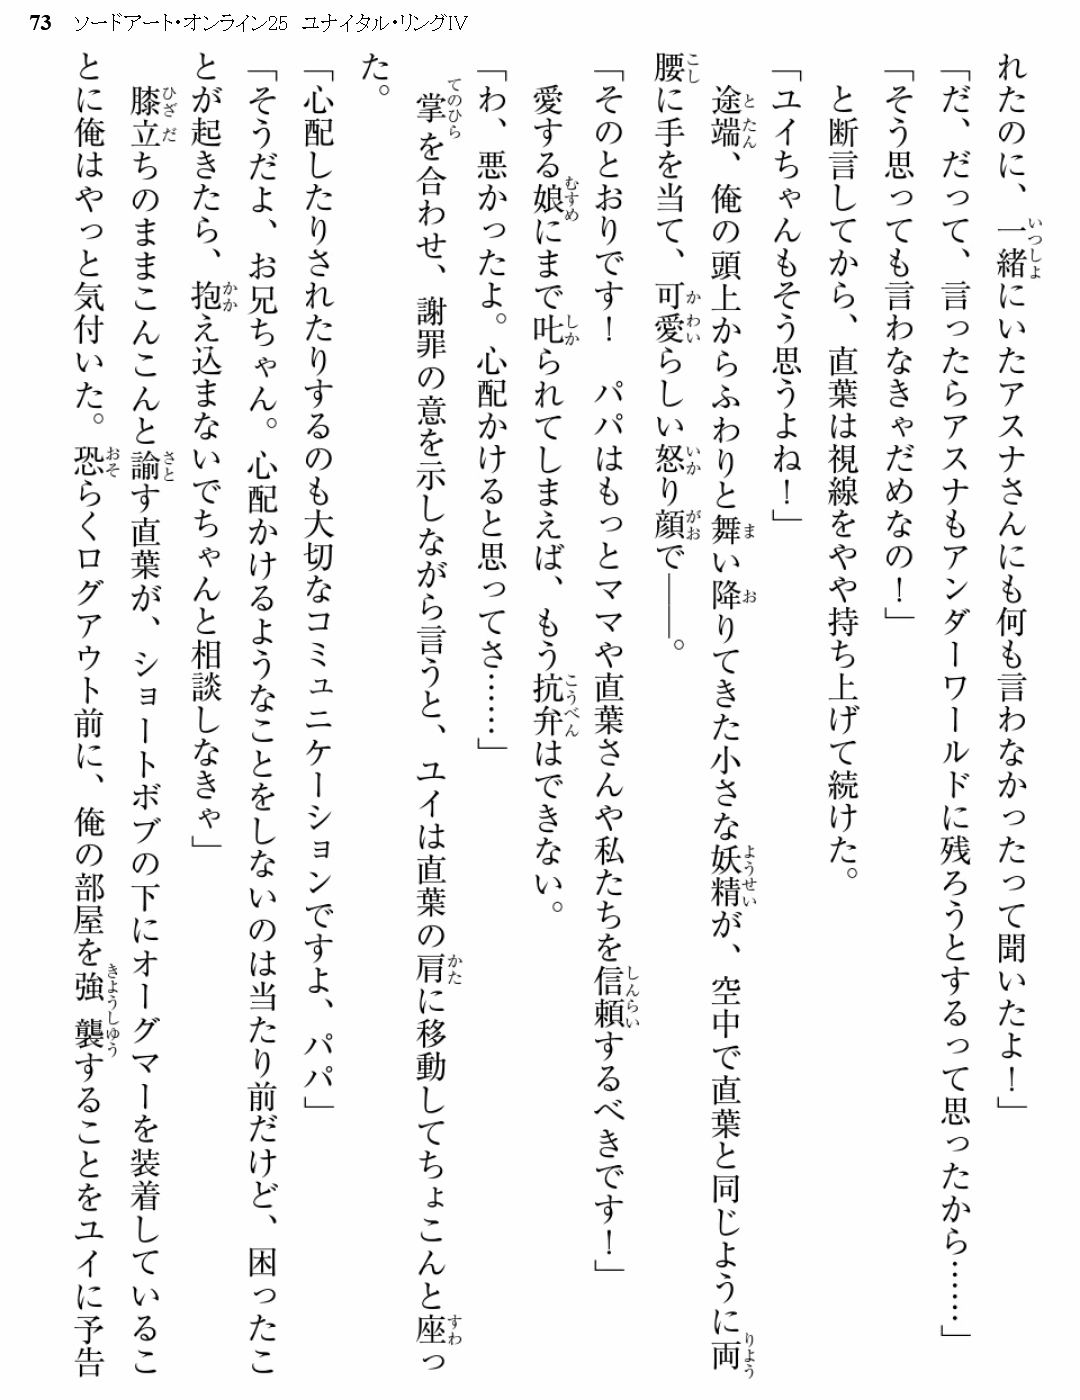 73 ソードアート・オンライン25 ユナイタル・リングIV
れたのに、一緒にいたアスナさんにも何も言わなかったって聞いたよ！」
「だ、だって、言ったらアスナもアンダーワールドに残ろうとするって思ったから……」
「そう思っても言わなきゃだめなの！」
と断言してから、直葉は視線をやや持ち上げて続けた。
「ユイちゃんもそう思うよね！」
途端、俺の頭上からふわりと舞い降りてきた小さな妖精が、空中で直葉と同じように両
腰に手を当て、可愛らしい怒り顔で――。
「そのとおりです！　パパはもっとママや直葉さんや私たちを信頼するべきです！」
愛する娘にまで叱られてしまえば、もう抗弁はできない。
「わ、悪かったよ。心配かけると思ってさ……」
掌を合わせ、謝罪の意を示しながら言うと、ユイは直葉の肩に移動してちょこんと座っ
た。
「心配したりされたりするのも大切なコミュニケーションですよ、パパ」
「そうだよ、お兄ちゃん。心配かけるようなことをしないのは当たり前だけど、困ったこ
とが起きたら、抱え込まないでちゃんと相談しなきゃ」
膝立ちのままこんこんと諭す直葉が、ショートボブの下にオーグマーを装着しているこ
とに俺はやっと気付いた。恐らくログアウト前に、俺の部屋を強襲することをユイに予告